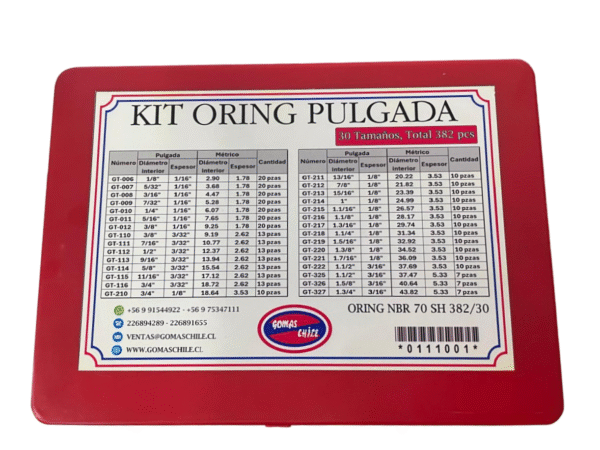 KIT ORING PULGADA
30 Tamaños, Total 382 pcs
Número Pulgada Métrico Cantidad
Diámetro interior Espesor Diámetro interior Espesor
GT-006 1/8" 1/16" 2.90 1.78 20 pzas
GT-007 5/32" 1/16" 3.68 1.78 20 pzas
GT-008 3/16" 1/16" 4.47 1.78 20 pzas
GT-009 7/32" 1/16" 5.28 1.78 20 pzas
GT-010 1/4" 1/16" 6.07 1.78 20 pzas
GT-011 5/16" 1/16" 7.65 1.78 20 pzas
GT-012 3/8" 1/16" 9.25 1.78 20 pzas
GT-110 3/8" 3/32" 9.19 2.62 13 pzas
GT-111 7/16" 3/32" 10.77 2.62 13 pzas
GT-112 1/2" 3/32" 12.37 2.62 13 pzas
GT-113 9/16" 3/32" 13.94 2.62 13 pzas
GT-114 5/8" 3/32" 15.54 2.62 13 pzas
GT-115 11/16" 3/32" 17.12 2.62 13 pzas
GT-116 3/4" 3/32" 18.72 2.62 13 pzas
GT-210 3/4" 1/8" 18.64 3.53 10 pzas
Número Pulgada Métrico Cantidad
Diámetro interior Espesor Diámetro interior Espesor
GT-211 13/16" 1/8" 20.22 3.53 10 pzas
GT-212 7/8" 1/8" 21.82 3.53 10 pzas
GT-213 15/16" 1/8" 23.39 3.53 10 pzas
GT-214 1" 1/8" 24.99 3.53 10 pzas
GT-215 1.1/16" 1/8" 26.57 3.53 10 pzas
GT-216 1.1/8" 1/8" 28.17 3.53 10 pzas
GT-217 1.3/16" 1/8" 29.74 3.53 10 pzas
GT-218 1.1/4" 1/8" 31.34 3.53 10 pzas
GT-219 1.5/16" 1/8" 32.92 3.53 10 pzas
GT-220 1.3/8" 1/8" 34.52 3.53 10 pzas
GT-221 1.7/16" 1/8" 36.09 3.53 10 pzas
GT-222 1.1/2" 3/16" 37.69 3.53 10 pzas
GT-325 1.1/2" 3/16" 37.47 5.33 7 pzas
GT-326 1.5/8" 3/16" 40.64 5.33 7 pzas
GT-327 1.3/4" 3/16" 43.82 5.33 7 pzas
+56 9 91544922 - +56 9 75347111
226894289 - 226891655
VENTAS@GOMASCHILE.CL
WWW.GOMASCHILE.CL
GOMAS
CHILE
ORING NBR 70 SH 382/30
*0111001*